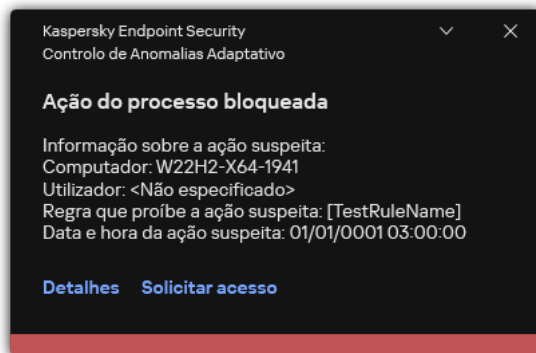 Kaspersky Endpoint Security
Controlo de Anomalias Adaptativo
Ação do processo bloqueada
Informação sobre a ação suspeita:
Computador: W22H2-X64-1941
Utilizador: <Não especificado>
Regra que proíbe a ação suspeita: [TestRuleName]
Data e hora da ação suspeita: 01/01/0001 03:00:00
Detalhes Solicitar acesso